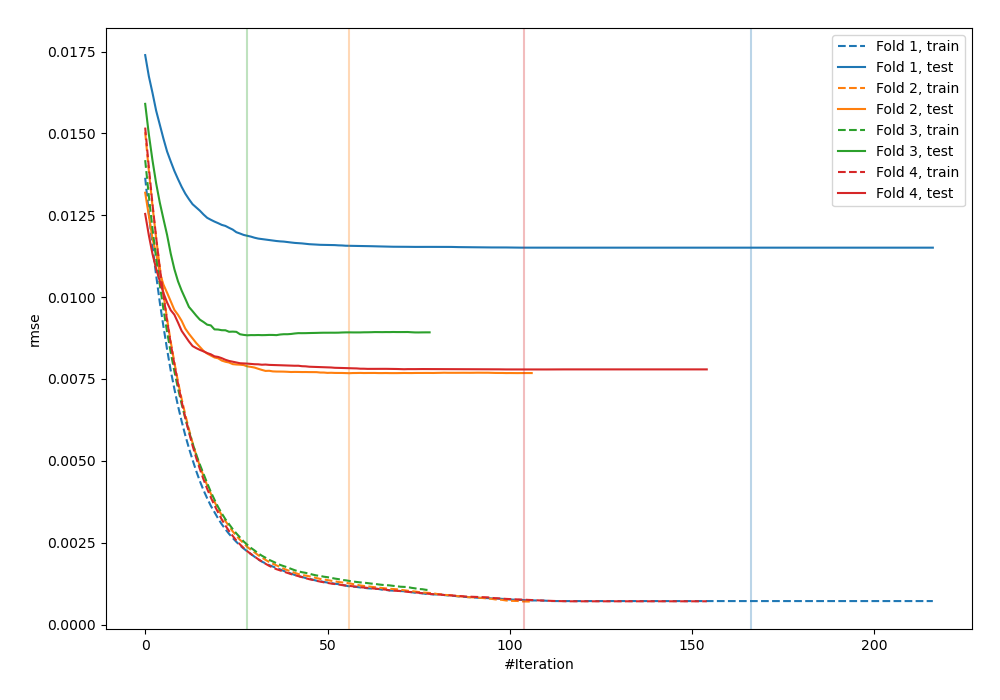 0.0175
0.0150
0.0125
0.0100
0.0075
0.0050
0.0025
0.0000
rmse
0
50
100
150
200
#Iteration
Fold 1, train
Fold 1, test
Fold 2, train
Fold 2, test
Fold 3, train
Fold 3, test
Fold 4, train
Fold 4, test